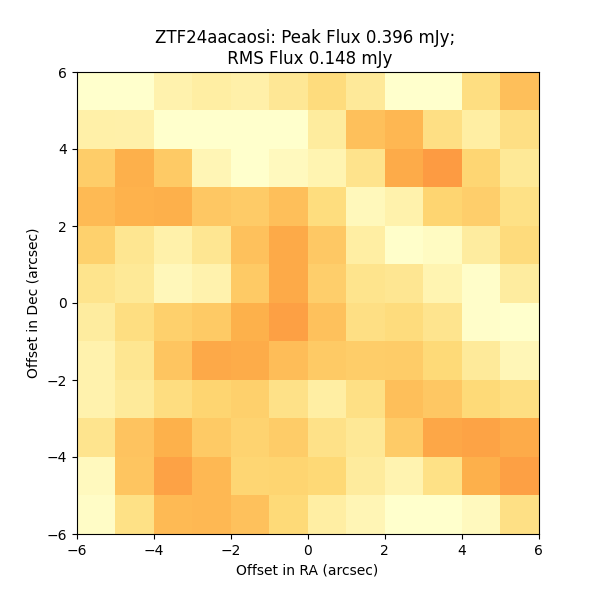 ZTF24aacaosi: Peak Flux 0.396 mJy;
RMS Flux 0.148 mJy
6
4
2
0
−2
−4
−6
Offset in Dec (arcsec)
−6 −4 −2 0 2 4 6
Offset in RA (arcsec)